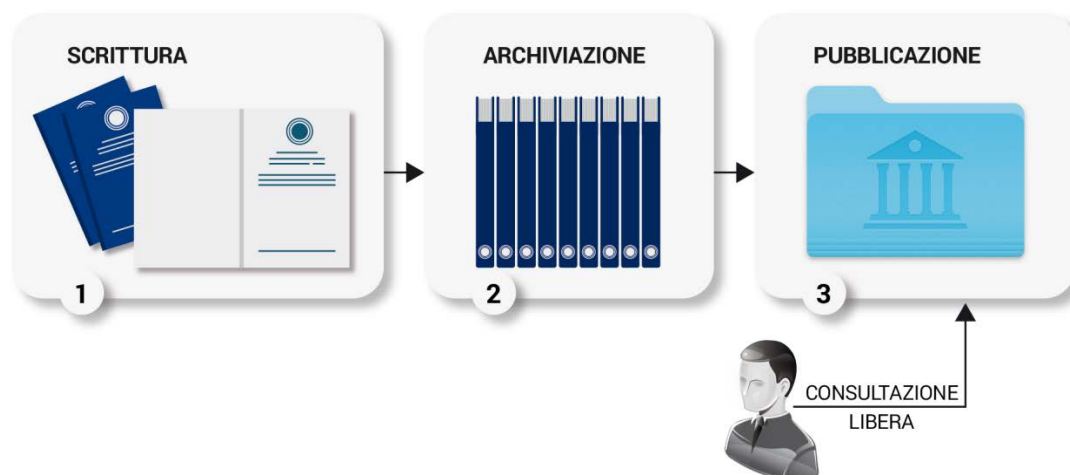 SCRITTURA
ARCHIVIAZIONE
PUBBLICAZIONE
1
2
3
CONSULTAZIONE
LIBERA